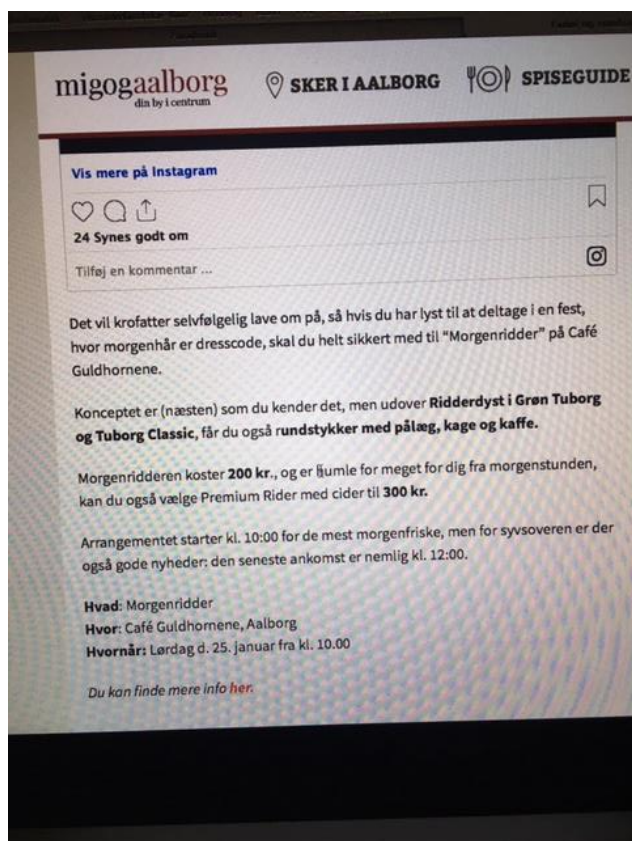 migogaalborg
din by i centrum
SKER I AALBORG
SPISEGUIDE
Vis mere på Instagram
24 Synes godt om
Tilføj en kommentar ...
Det vil krofatter selvfølgelig lave om på, så hvis du har lyst til at deltage i en fest,
hvor morgenhår er dresscode, skal du helt sikkert med til “Morgenridder” på Café
Guldhornene.
Konceptet er (næsten) som du kender det, men udover Ridderdyst i Grøn Tuborg
og Tuborg Classic, får du også rundstykker med pålæg, kage og kaffe.
Morgenridderen koster 200 kr., og er humle for meget for dig fra morgenstunden,
kan du også vælge Premium Rider med cider til 300 kr.
Arrangementet starter kl. 10:00 for de mest morgenfriske, men for syvsoveren er der
også gode nyheder: den seneste ankomst er nemlig kl. 12:00.
Hvad: Morgenridder
Hvor: Café Guldhornene, Aalborg
Hvornår: Lørdag d. 25. januar fra kl. 10.00
Du kan finde mere info her.